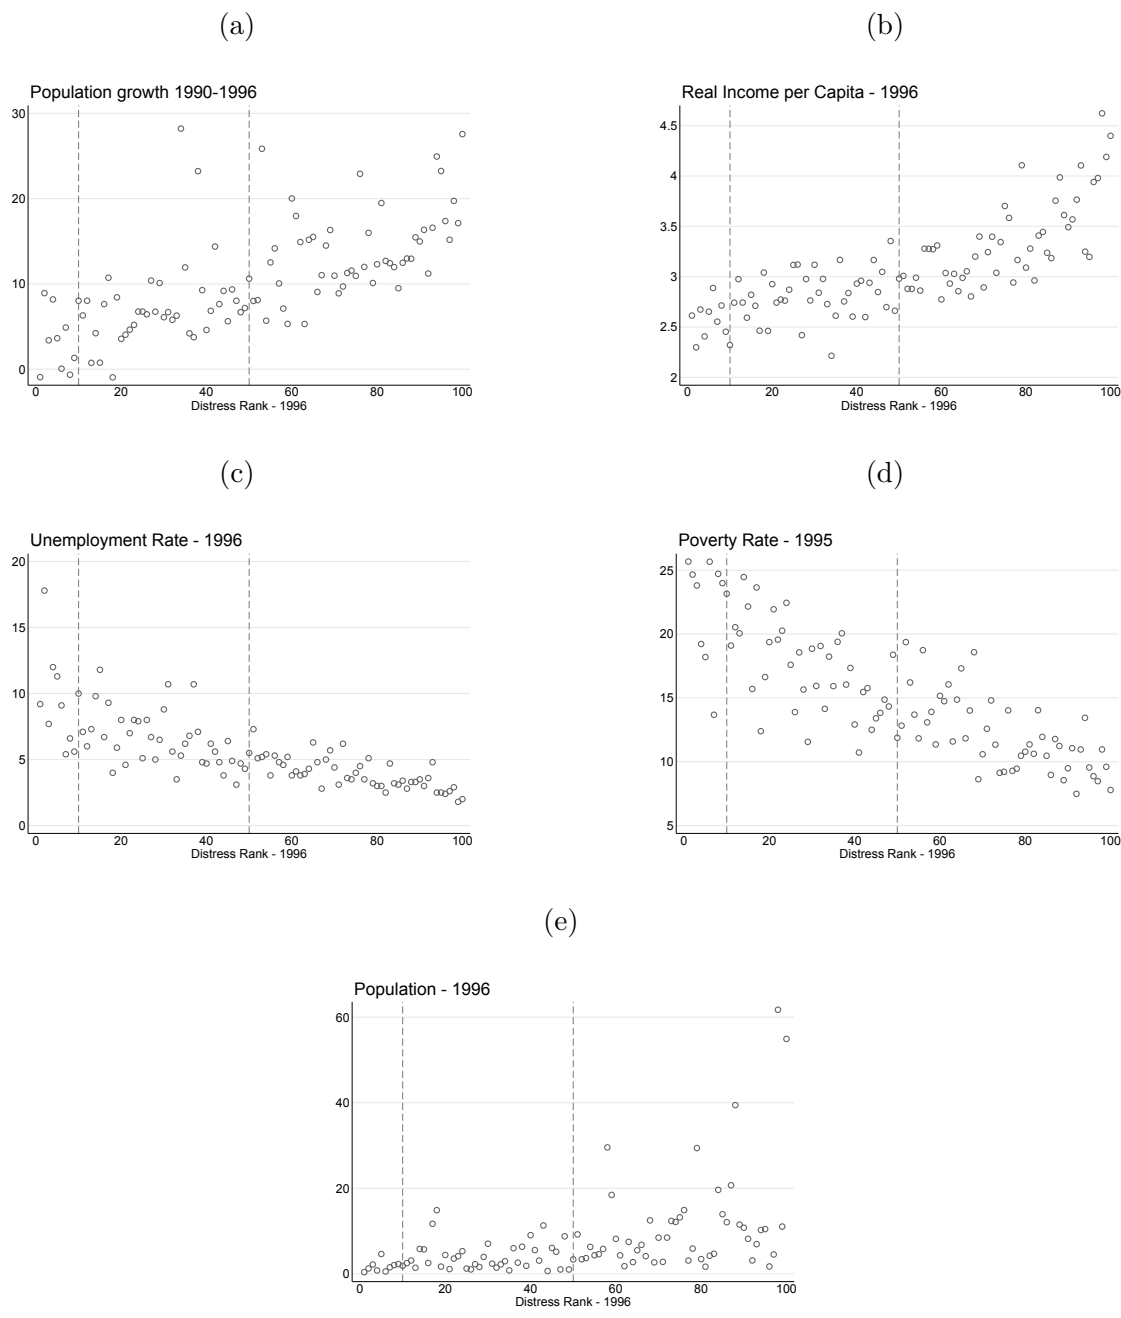 (a)
Population growth 1990-1996
30
20
10
0
0 20 40 60 80 100
Distress Rank - 1996
(b)
Real Income per Capita - 1996
4.5
4
3.5
3
2.5
2
0 20 40 60 80 100
Distress Rank - 1996
(c)
Unemployment Rate - 1996
20
15
10
5
0
0 20 40 60 80 100
Distress Rank - 1996
(d)
Poverty Rate - 1995
25
20
15
10
5
0 20 40 60 80 100
Distress Rank - 1996
(e)
Population - 1996
60
40
20
0
0 20 40 60 80 100
Distress Rank - 1996